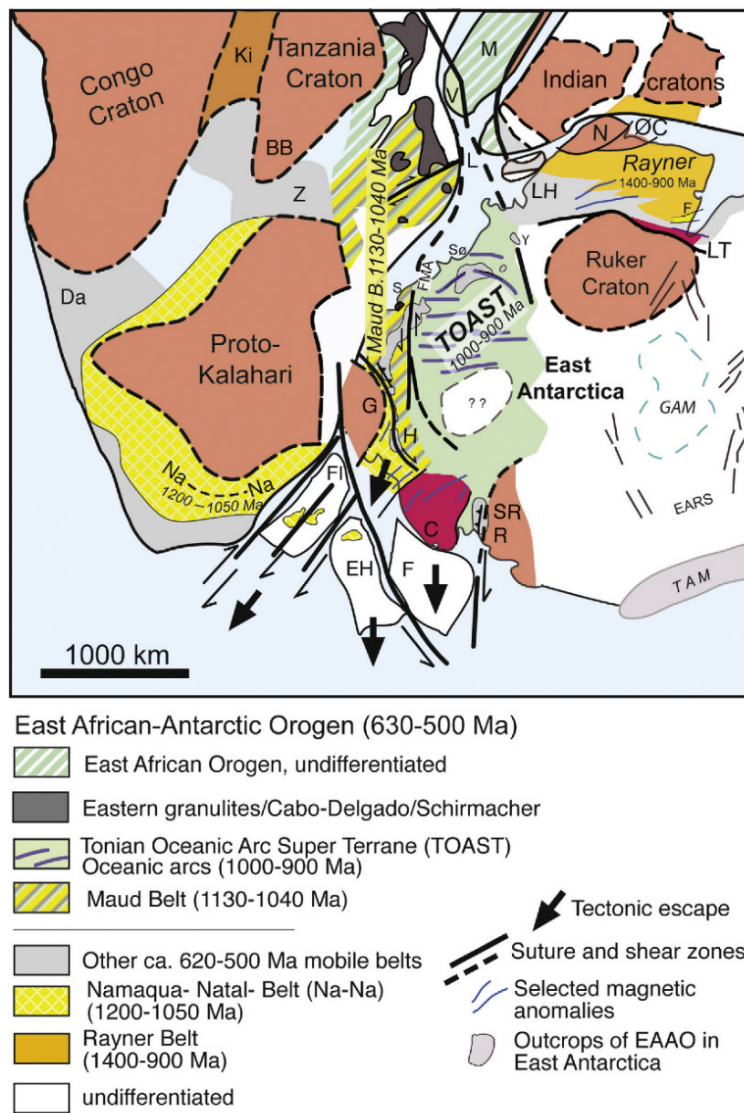 Congo
Craton
Ki
Tanzania
Craton
M
Indian
cratons
V
BB
Z
L
N
ØC
Rayner
1400-900 Ma
LH
F
LT
Ruker
Craton
Da
Maud B.1130-1040 Ma
Sø
Y
FMA
S
TOAST
1000-900 Ma
Proto-
Kalahari
East
Antarctica
? ?
GAM
G
H
Na
Na
1200-1050 Ma
FI
EARS
C
SR
R
EH
F
TAM
1000 km
East African-Antarctic Orogen (630-500 Ma)
East African Orogen, undifferentiated
Eastern granulites/Cabo-Delgado/Schirmacher
Tonian Oceanic Arc Super Terrane (TOAST)
Oceanic arcs (1000-900 Ma)
Maud Belt (1130-1040 Ma)
Other ca. 620-500 Ma mobile belts
Namaqua- Natal- Belt (Na-Na)
(1200-1050 Ma)
Rayner Belt
(1400-900 Ma)
undifferentiated
Tectonic escape
Suture and shear zones
Selected magnetic
anomalies
Outcrops of EAAO in
East Antarctica